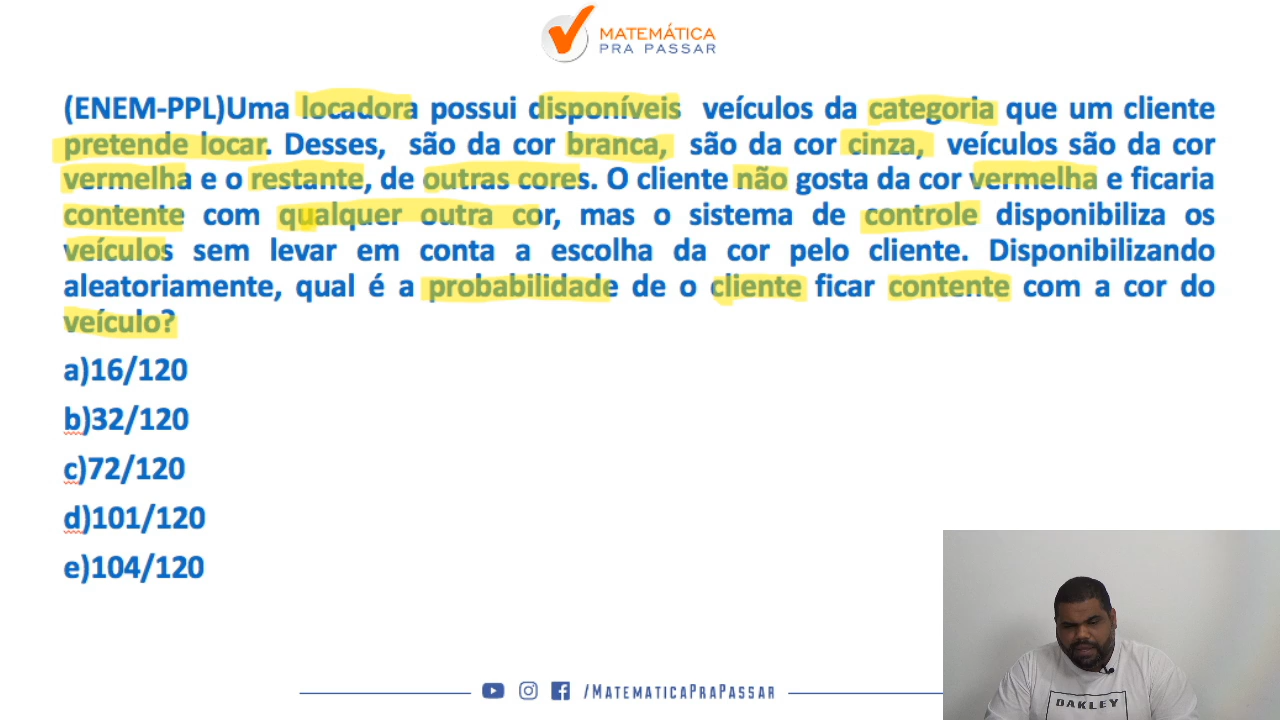 MATEMÁTICA
PRA PASSAR
(ENEM-PPL)Uma locadora possui disponíveis veículos da categoria que um cliente
pretende locar. Desses, são da cor branca, são da cor cinza, veículos são da cor
vermelha e o restante, de outras cores. O cliente não gosta da cor vermelha e ficaria
contente com qualquer outra cor, mas o sistema de controle disponibiliza os
veículos sem levar em conta a escolha da cor pelo cliente. Disponibilizando
aleatoriamente, qual é a probabilidade de o cliente ficar contente com a cor do
veículo?
a)16/120
b)32/120
c)72/120
d)101/120
e)104/120
/MATEMATICAPRAPASSAR
OAKLEY